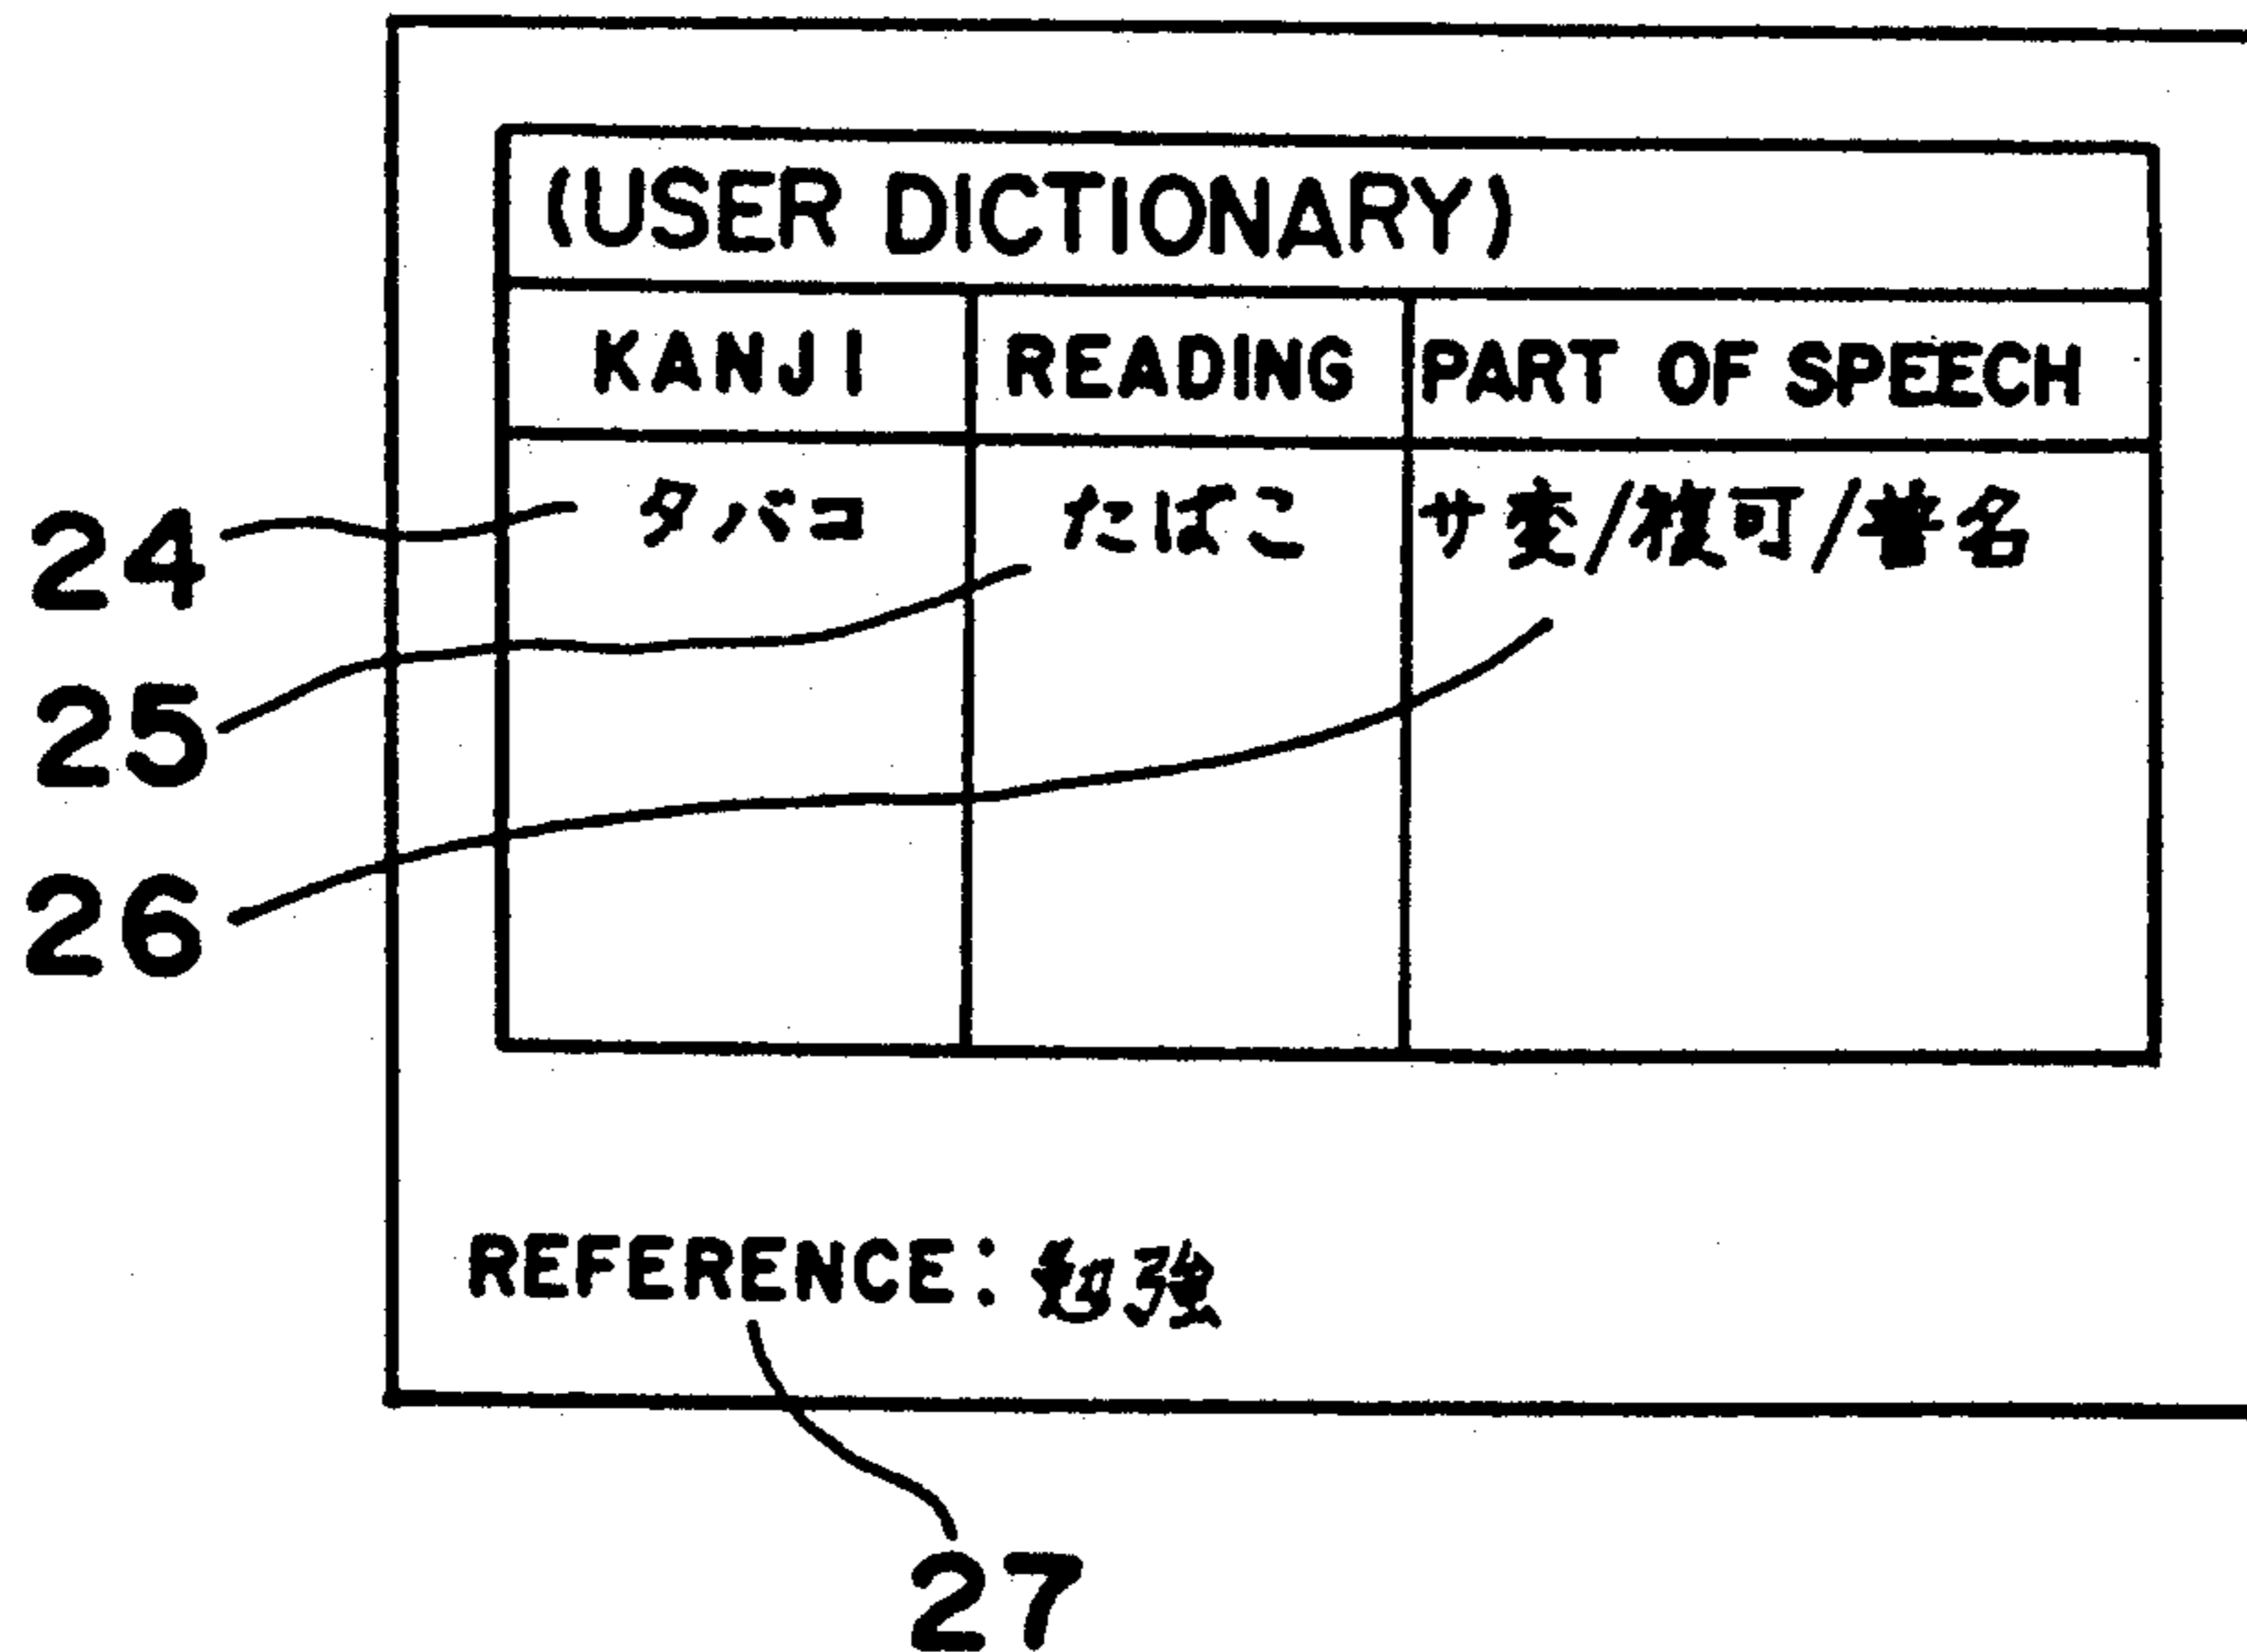 (USER DICTIONARY)
KANJI READING PART OF SPEECH
24 タバコ たばこ サ変/複可/普名
25
26
REFERENCE: 勉強
27